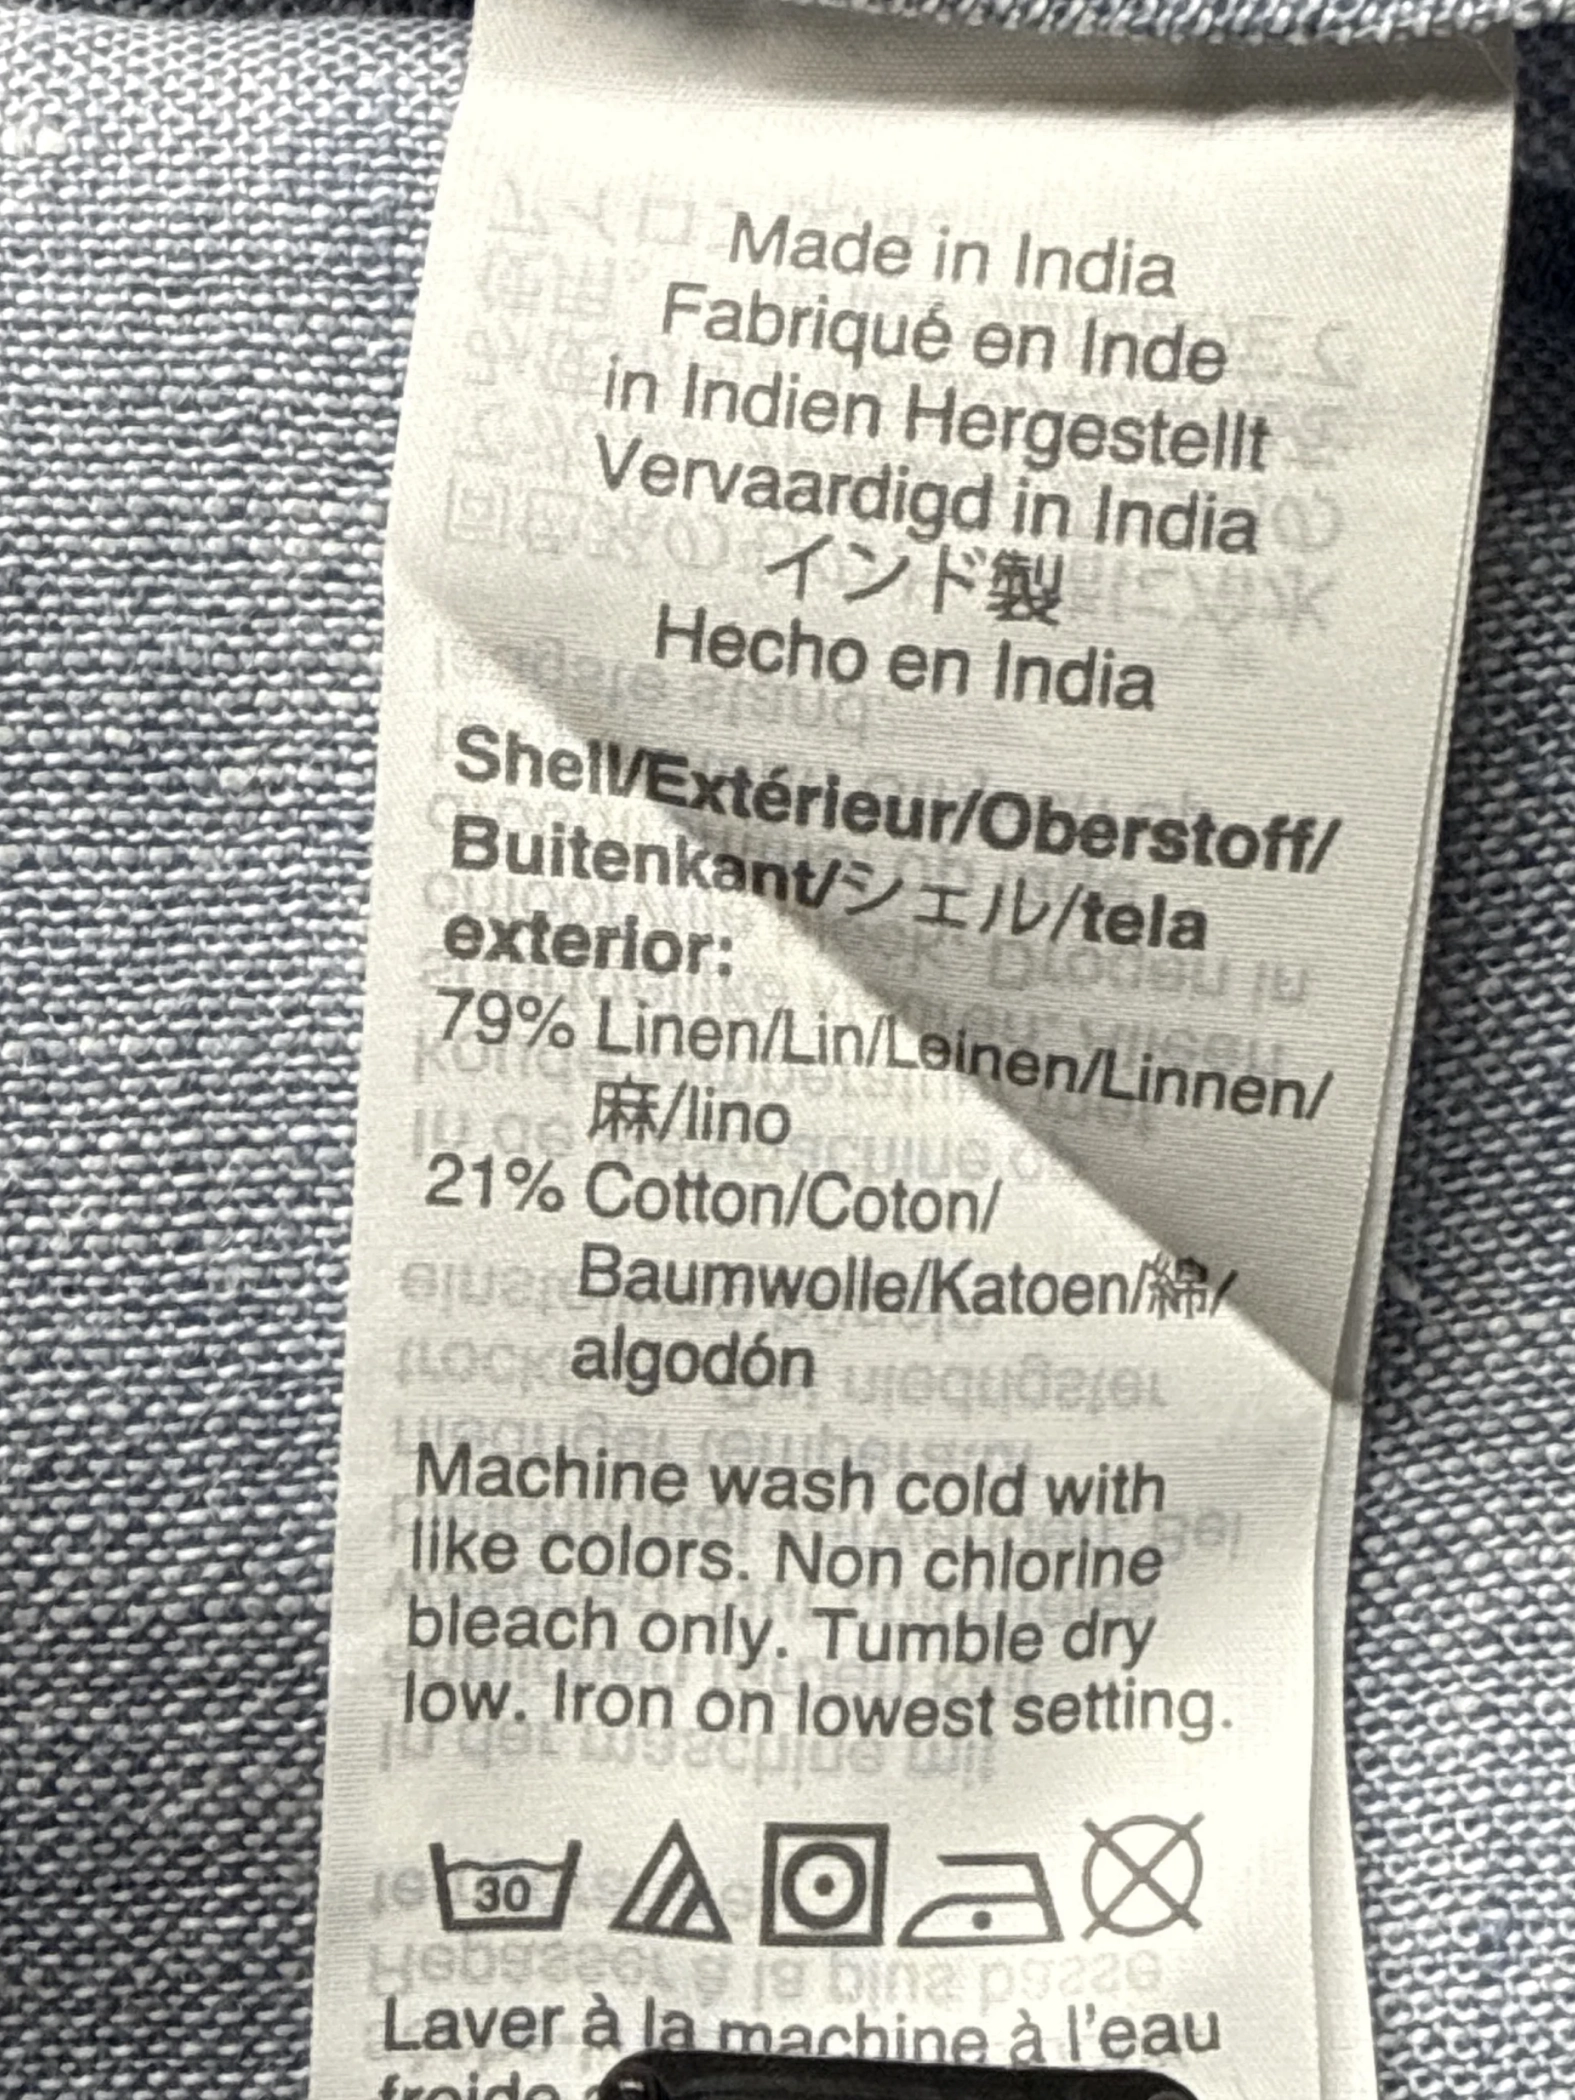 Made in India
Fabriqué en Inde
in Indien Hergestellt
Vervaardigd in India
インド製
Hecho en India
Shell/Extérieur/Oberstoff/
Buitenkant/シェル/tela
exterior:
79% Linen/Lin/Leinen/Linnen/
麻/lino
21% Cotton/Coton/
Baumwolle/Katoen/綿/
algodón
Machine wash cold with
like colors. Non chlorine
bleach only. Tumble dry
low. Iron on lowest setting.
30
Laver à la machine à l'eau
froide